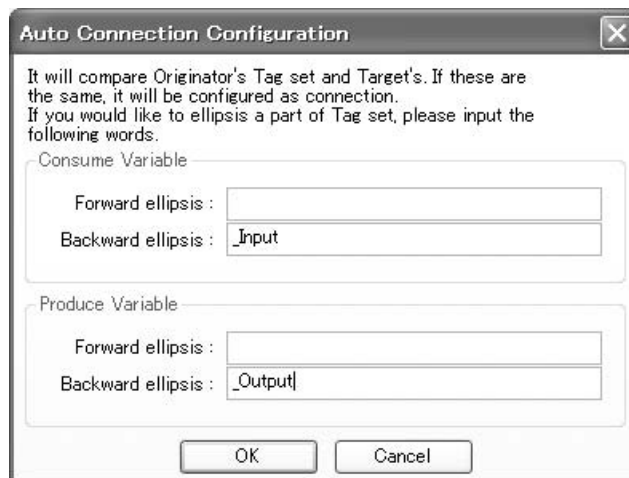 Auto Connection Configuration
It will compare Originator's Tag set and Target's. If these are
the same, it will be configured as connection.
If you would like to ellipsis a part of Tag set, please input the
following words.
Consume Variable
Forward ellipsis :
Backward ellipsis : _Input
Produce Variable
Forward ellipsis :
Backward ellipsis : _Output
OK Cancel